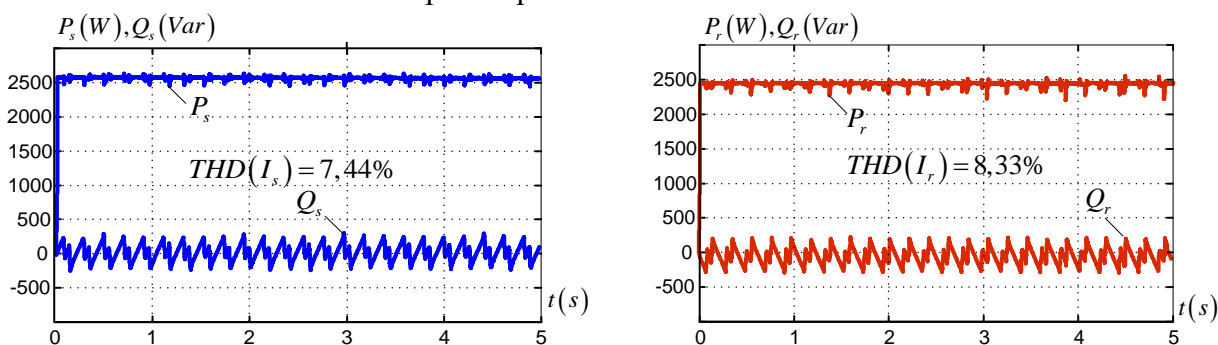 P_s(W), Q_s(Var)
2500
2000
1500
1000
500
0
-500
P_s
THD(I_s) = 7,44%
Q_s
t(s)
0 1 2 3 4 5
P_r(W), Q_r(Var)
2500
2000
1500
1000
500
0
-500
P_r
THD(I_r) = 8,33%
Q_r
t(s)
0 1 2 3 4 5